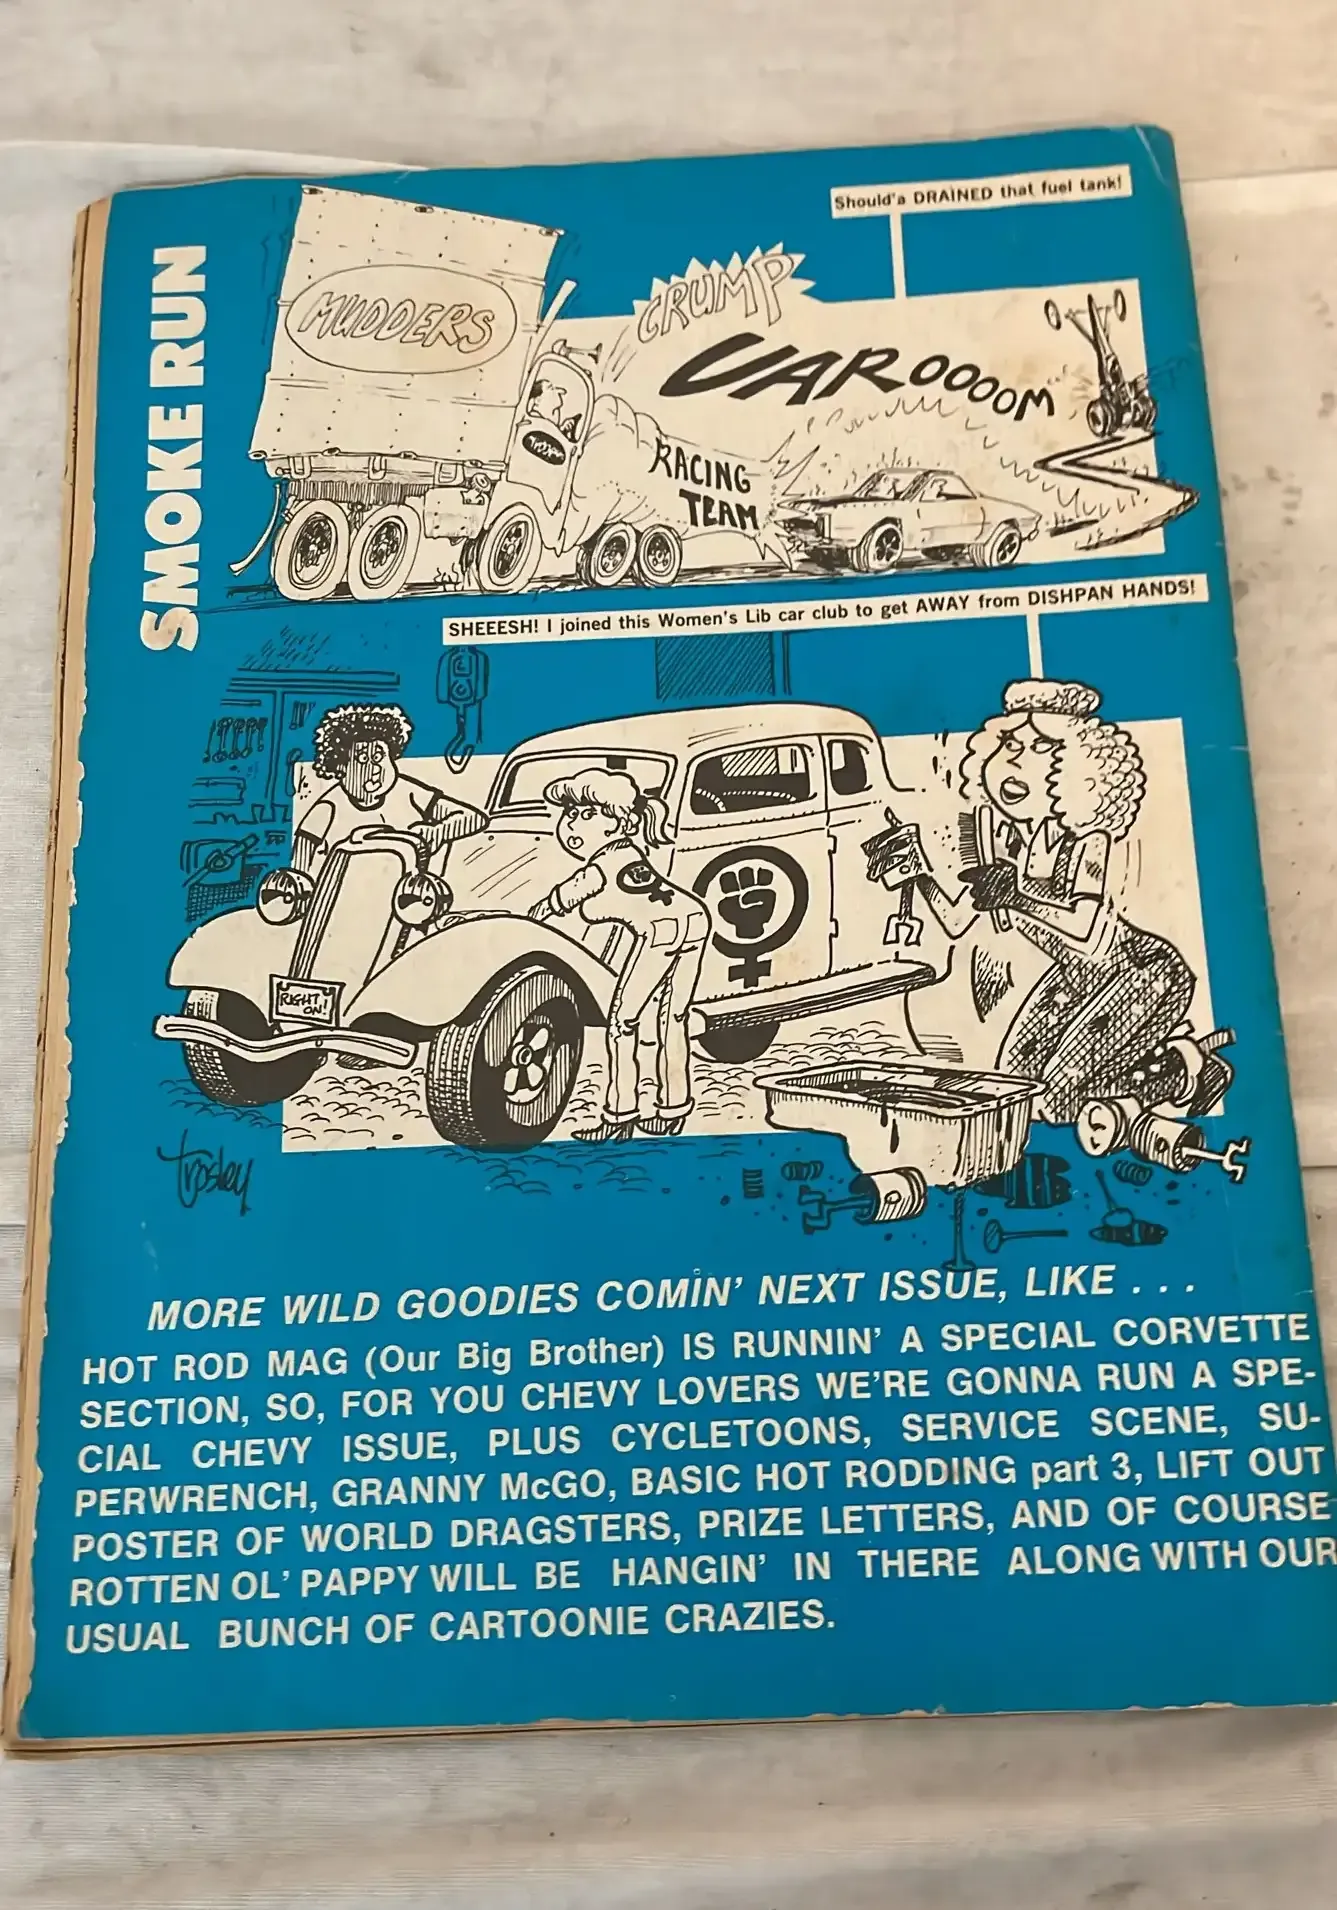 SMOKE RUN
Should'a DRAINED that fuel tank!
MUDDERS
CRUMP
VAROOOOM
RACING
TEAM
SHEEESH! I joined this Women's Lib car club to get AWAY from DISHPAN HANDS!
RIGHT
ON!
trosley
MORE WILD GOODIES COMIN' NEXT ISSUE, LIKE . . .
HOT ROD MAG (Our Big Brother) IS RUNNIN' A SPECIAL CORVETTE
SECTION, SO, FOR YOU CHEVY LOVERS WE'RE GONNA RUN A SPE-
CIAL CHEVY ISSUE, PLUS CYCLETOONS, SERVICE SCENE, SU-
PERWRENCH, GRANNY McGO, BASIC HOT RODDING part 3, LIFT OUT
POSTER OF WORLD DRAGSTERS, PRIZE LETTERS, AND OF COURSE
ROTTEN OL' PAPPY WILL BE HANGIN' IN THERE ALONG WITH OUR
USUAL BUNCH OF CARTOONIE CRAZIES.